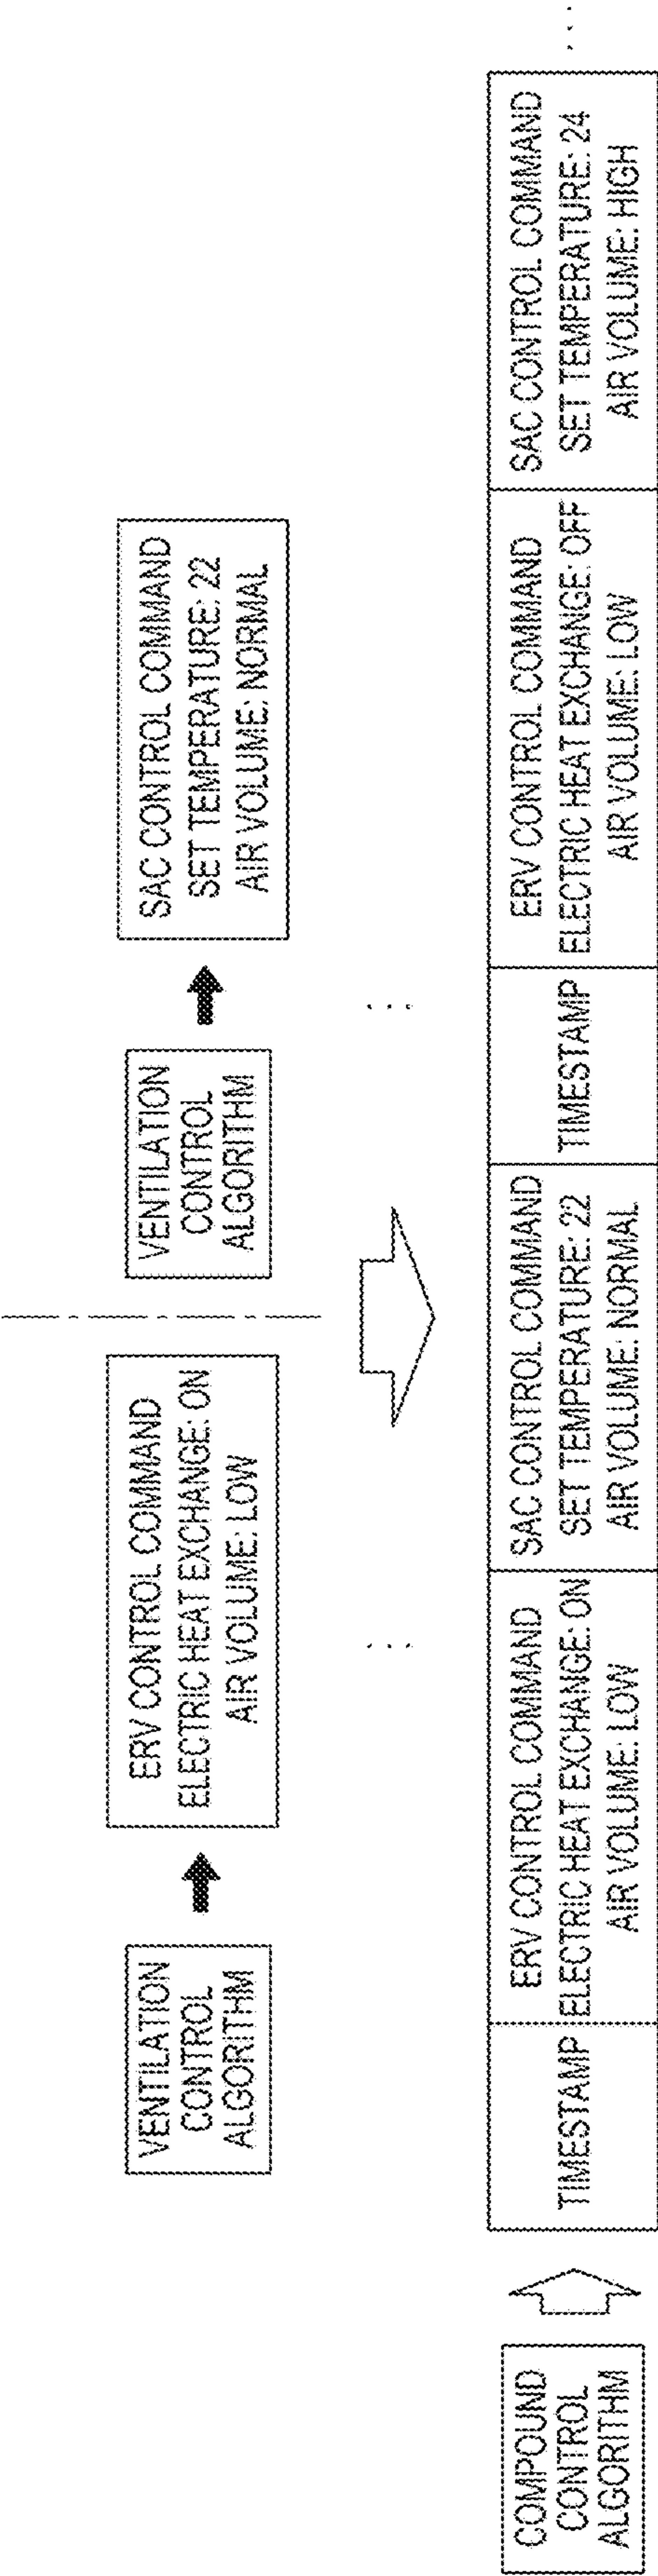 VENTILATION
CONTROL
ALGORITHM
ERV CONTROL COMMAND
ELECTRIC HEAT EXCHANGE: ON
AIR VOLUME: LOW
VENTILATION
CONTROL
ALGORITHM
SAC CONTROL COMMAND
SET TEMPERATURE: 22
AIR VOLUME: NORMAL
...
...
COMPOUND
CONTROL
ALGORITHM
TIMESTAMP
ERV CONTROL COMMAND
ELECTRIC HEAT EXCHANGE: ON
AIR VOLUME: LOW
SAC CONTROL COMMAND
SET TEMPERATURE: 22
AIR VOLUME: NORMAL
TIMESTAMP
ERV CONTROL COMMAND
ELECTRIC HEAT EXCHANGE: OFF
AIR VOLUME: LOW
SAC CONTROL COMMAND
SET TEMPERATURE: 24
AIR VOLUME: HIGH
...